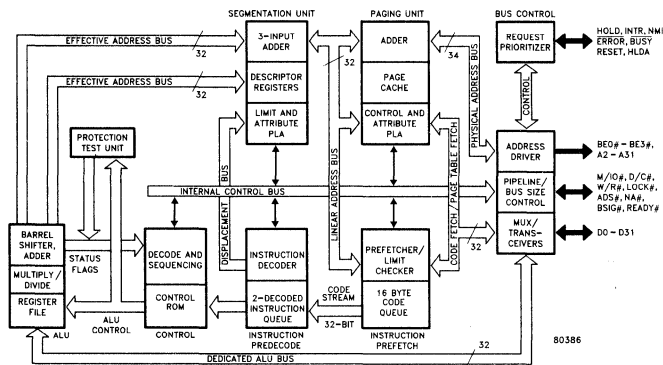 SEGMENTATION UNIT
PAGING UNIT
BUS CONTROL
EFFECTIVE ADDRESS BUS
32
3-INPUT
ADDER
32
ADDER
34
REQUEST
PRIORITIZER
HOLD, INTR, NMI
ERROR, BUSY
RESET, HLDA
EFFECTIVE ADDRESS BUS
32
DESCRIPTOR
REGISTERS
PAGE
CACHE
PHYSICAL ADDRESS BUS
CONTROL
LIMIT AND
ATTRIBUTE
PLA
CONTROL AND
ATTRIBUTE
PLA
PROTECTION
TEST UNIT
DISPLACEMENT BUS
LINEAR ADDRESS BUS
CODE FETCH / PAGE TABLE FETCH
ADDRESS
DRIVER
BE0# - BE3#,
A2 - A31
INTERNAL CONTROL BUS
PIPELINE/
BUS SIZE
CONTROL
M/IO#, D/C#,
W/R#, LOCK#,
ADS#, NA#,
BSIG#, READY#
BARREL
SHIFTER,
ADDER
STATUS
FLAGS
DECODE AND
SEQUENCING
INSTRUCTION
DECODER
PREFETCHER/
LIMIT
CHECKER
32
MUX/
TRANS-
CEIVERS
D0 - D31
MULTIPLY/
DIVIDE
REGISTER
FILE
ALU
CONTROL
CONTROL
ROM
2-DECODED
INSTRUCTION
QUEUE
CODE
STREAM
32-BIT
16 BYTE
CODE
QUEUE
ALU
CONTROL
INSTRUCTION
PREDECODE
INSTRUCTION
PREFETCH
80386
DEDICATED ALU BUS
32